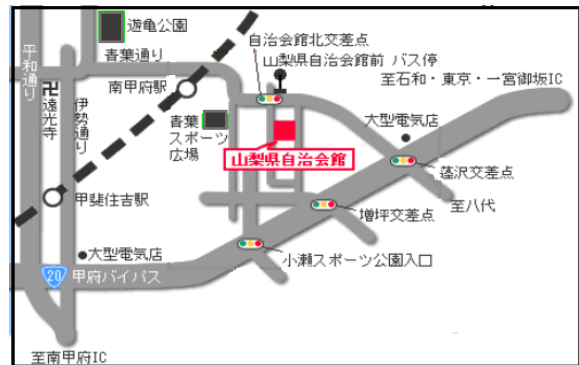 遊亀公園
自治会館北交差点
平和通り
青葉通り
山梨県自治会館前 バス停
南甲府駅
至石和・東京・一宮御坂IC
遠光寺
伊勢通り
青葉
スポーツ
広場
大型電気店
山梨県自治会館
蓬沢交差点
甲斐住吉駅
増坪交差点
至八代
大型電気店
小瀬スポーツ公園入口
20
甲府バイパス
至南甲府IC